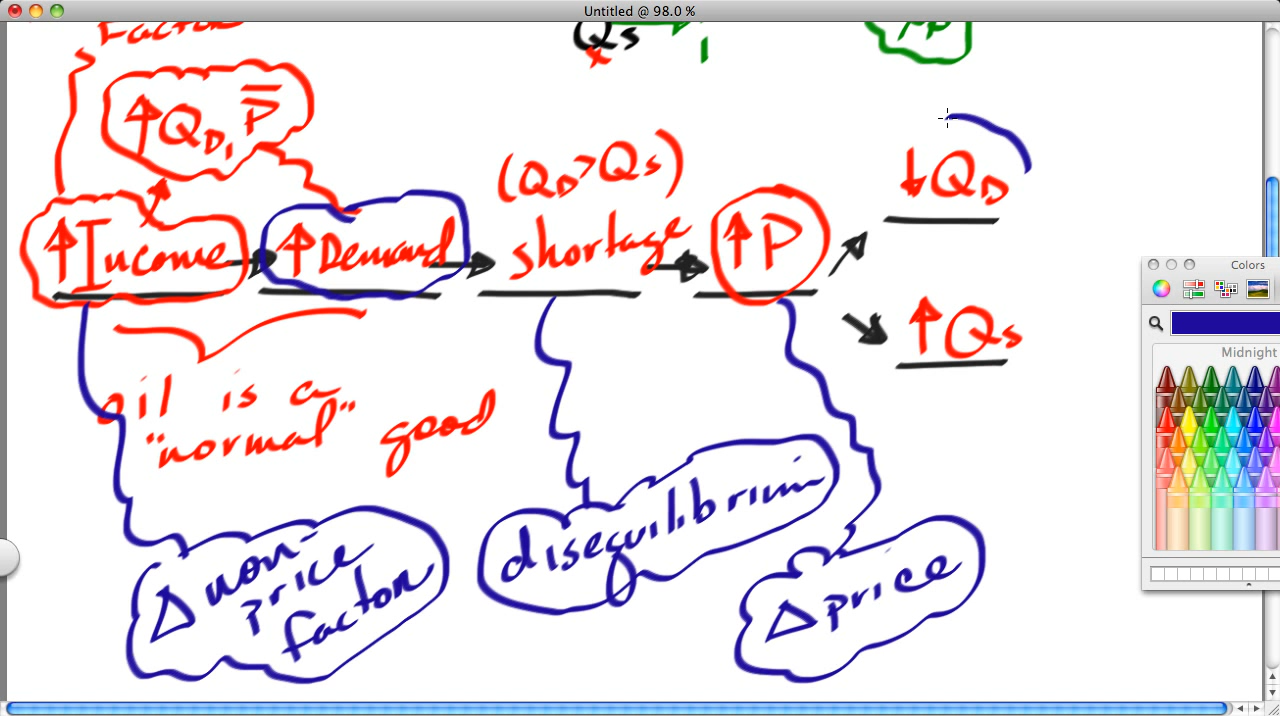 Untitled @ 98.0 %
Factor
Qs
↑QD, P̅
(QD>Qs)
↓QD
↑Income → ↑Demand → shortage → ↑P
↑Qs
oil is a
"normal" good
Δ non-
price
factor
disequilibrium
Δ price
Colors
Midnight